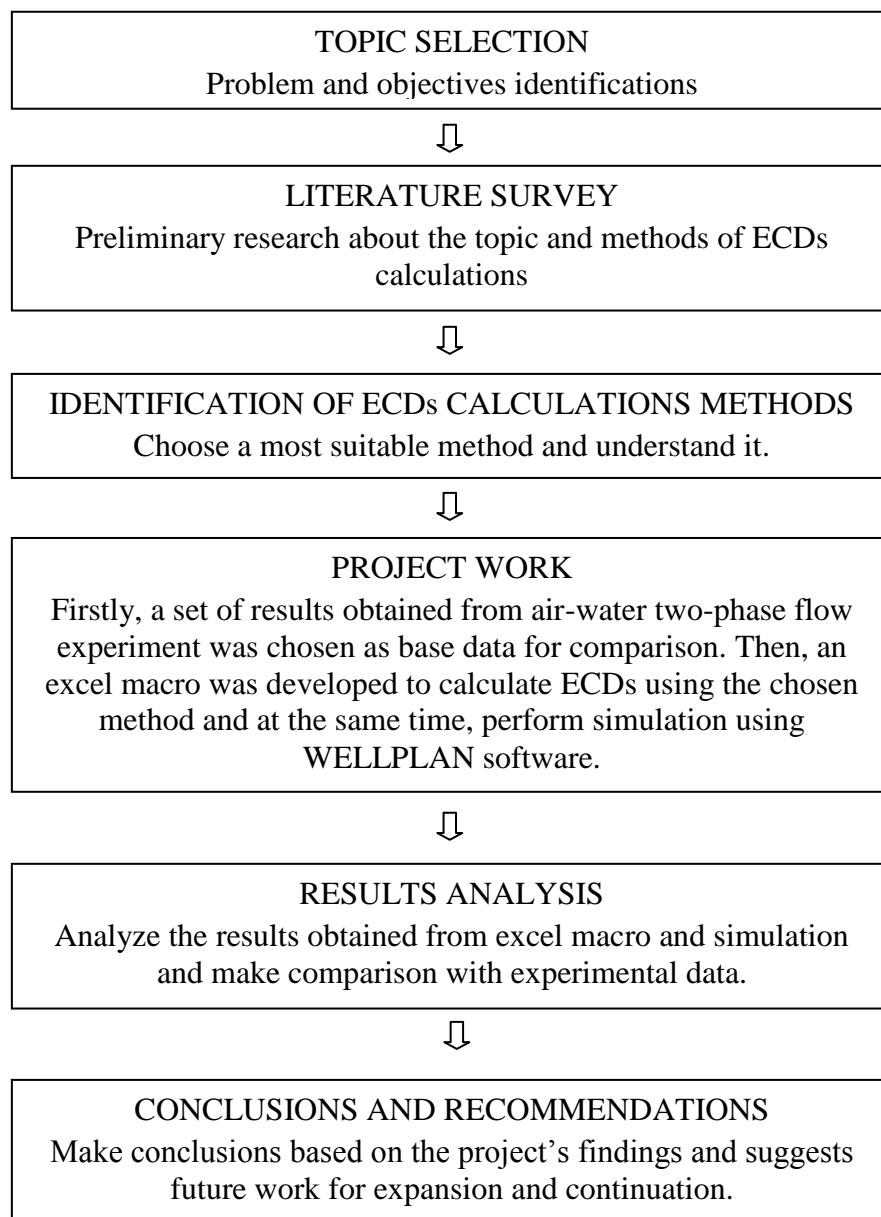 TOPIC SELECTION
Problem and objectives identifications
LITERATURE SURVEY
Preliminary research about the topic and methods of ECDs
calculations
IDENTIFICATION OF ECDs CALCULATIONS METHODS
Choose a most suitable method and understand it.
PROJECT WORK
Firstly, a set of results obtained from air-water two-phase flow
experiment was chosen as base data for comparison. Then, an
excel macro was developed to calculate ECDs using the chosen
method and at the same time, perform simulation using
WELLPLAN software.
RESULTS ANALYSIS
Analyze the results obtained from excel macro and simulation
and make comparison with experimental data.
CONCLUSIONS AND RECOMMENDATIONS
Make conclusions based on the project’s findings and suggests
future work for expansion and continuation.